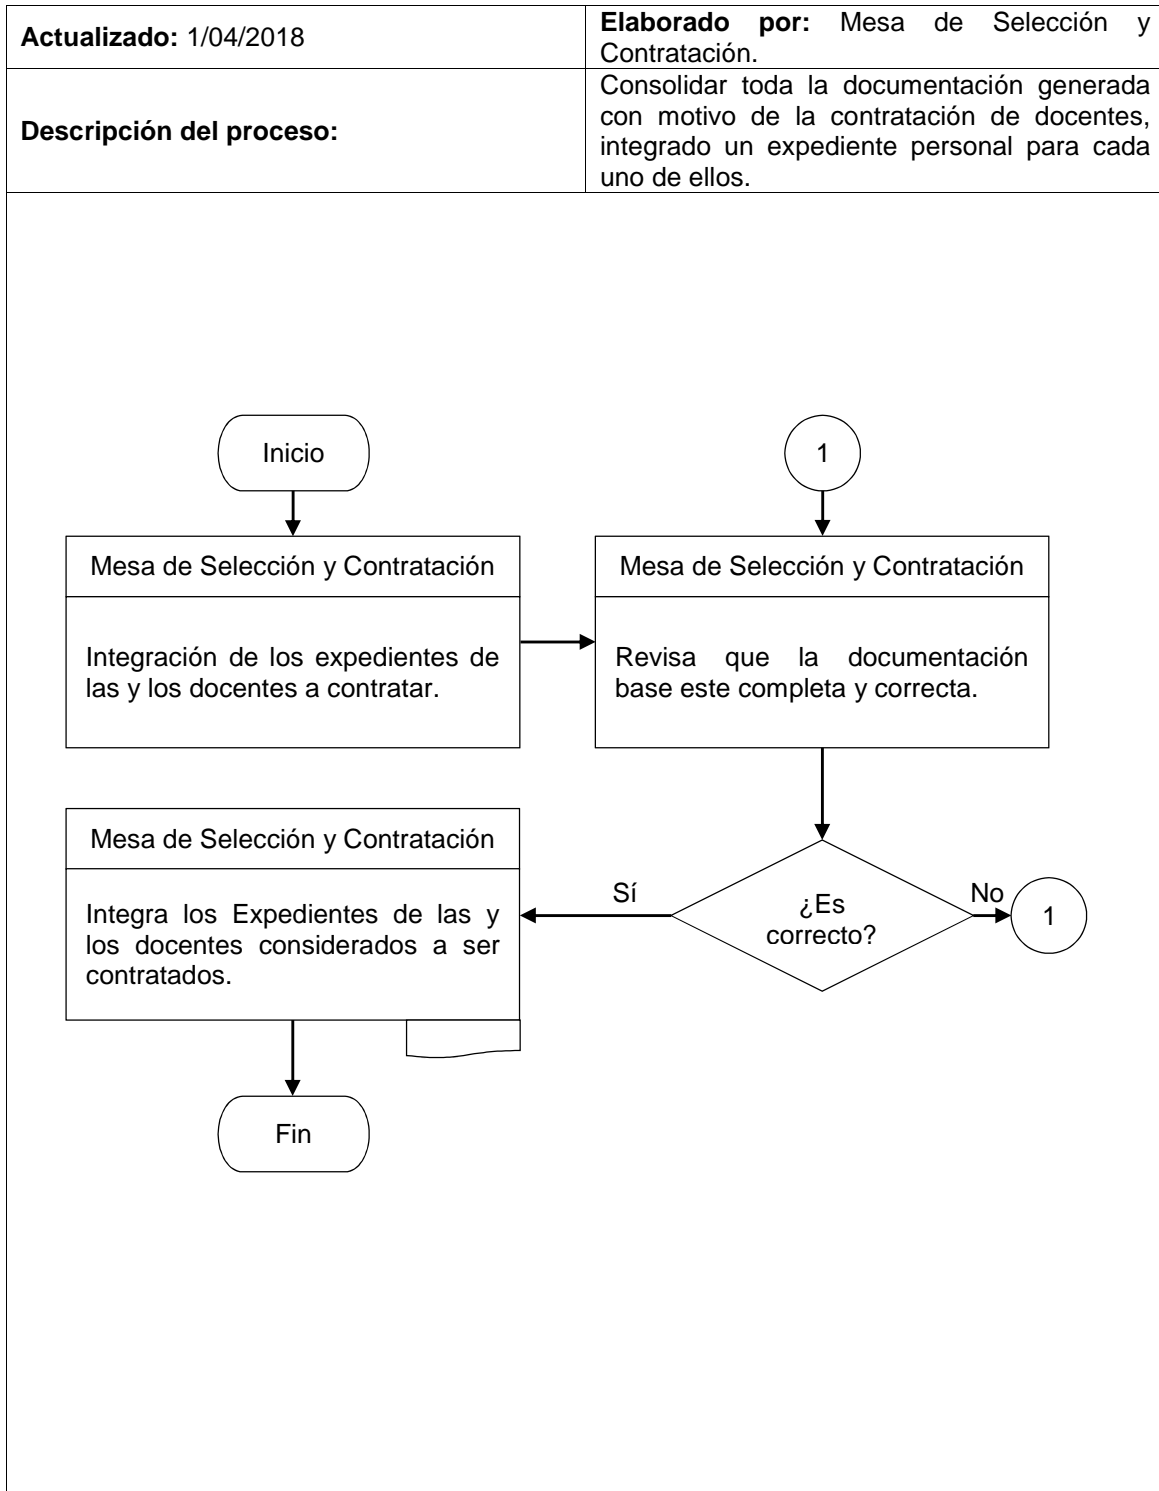 Actualizado: 1/04/2018
Elaborado por: Mesa de Selección y
Contratación.
Descripción del proceso:
Consolidar toda la documentación generada
con motivo de la contratación de docentes,
integrado un expediente personal para cada
uno de ellos.
Inicio
1
Mesa de Selección y Contratación
Integración de los expedientes de
las y los docentes a contratar.
Mesa de Selección y Contratación
Revisa que la documentación
base este completa y correcta.
Mesa de Selección y Contratación
Integra los Expedientes de las y
los docentes considerados a ser
contratados.
Sí
¿Es
correcto?
No
1
Fin